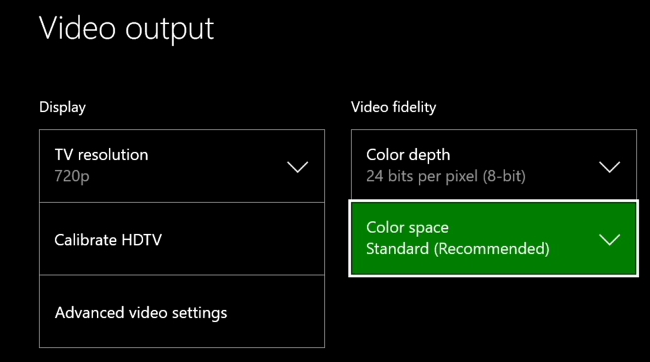 Video output
Display
TV resolution
720p
Calibrate HDTV
Advanced video settings
Video fidelity
Color depth
24 bits per pixel (8-bit)
Color space
Standard (Recommended)